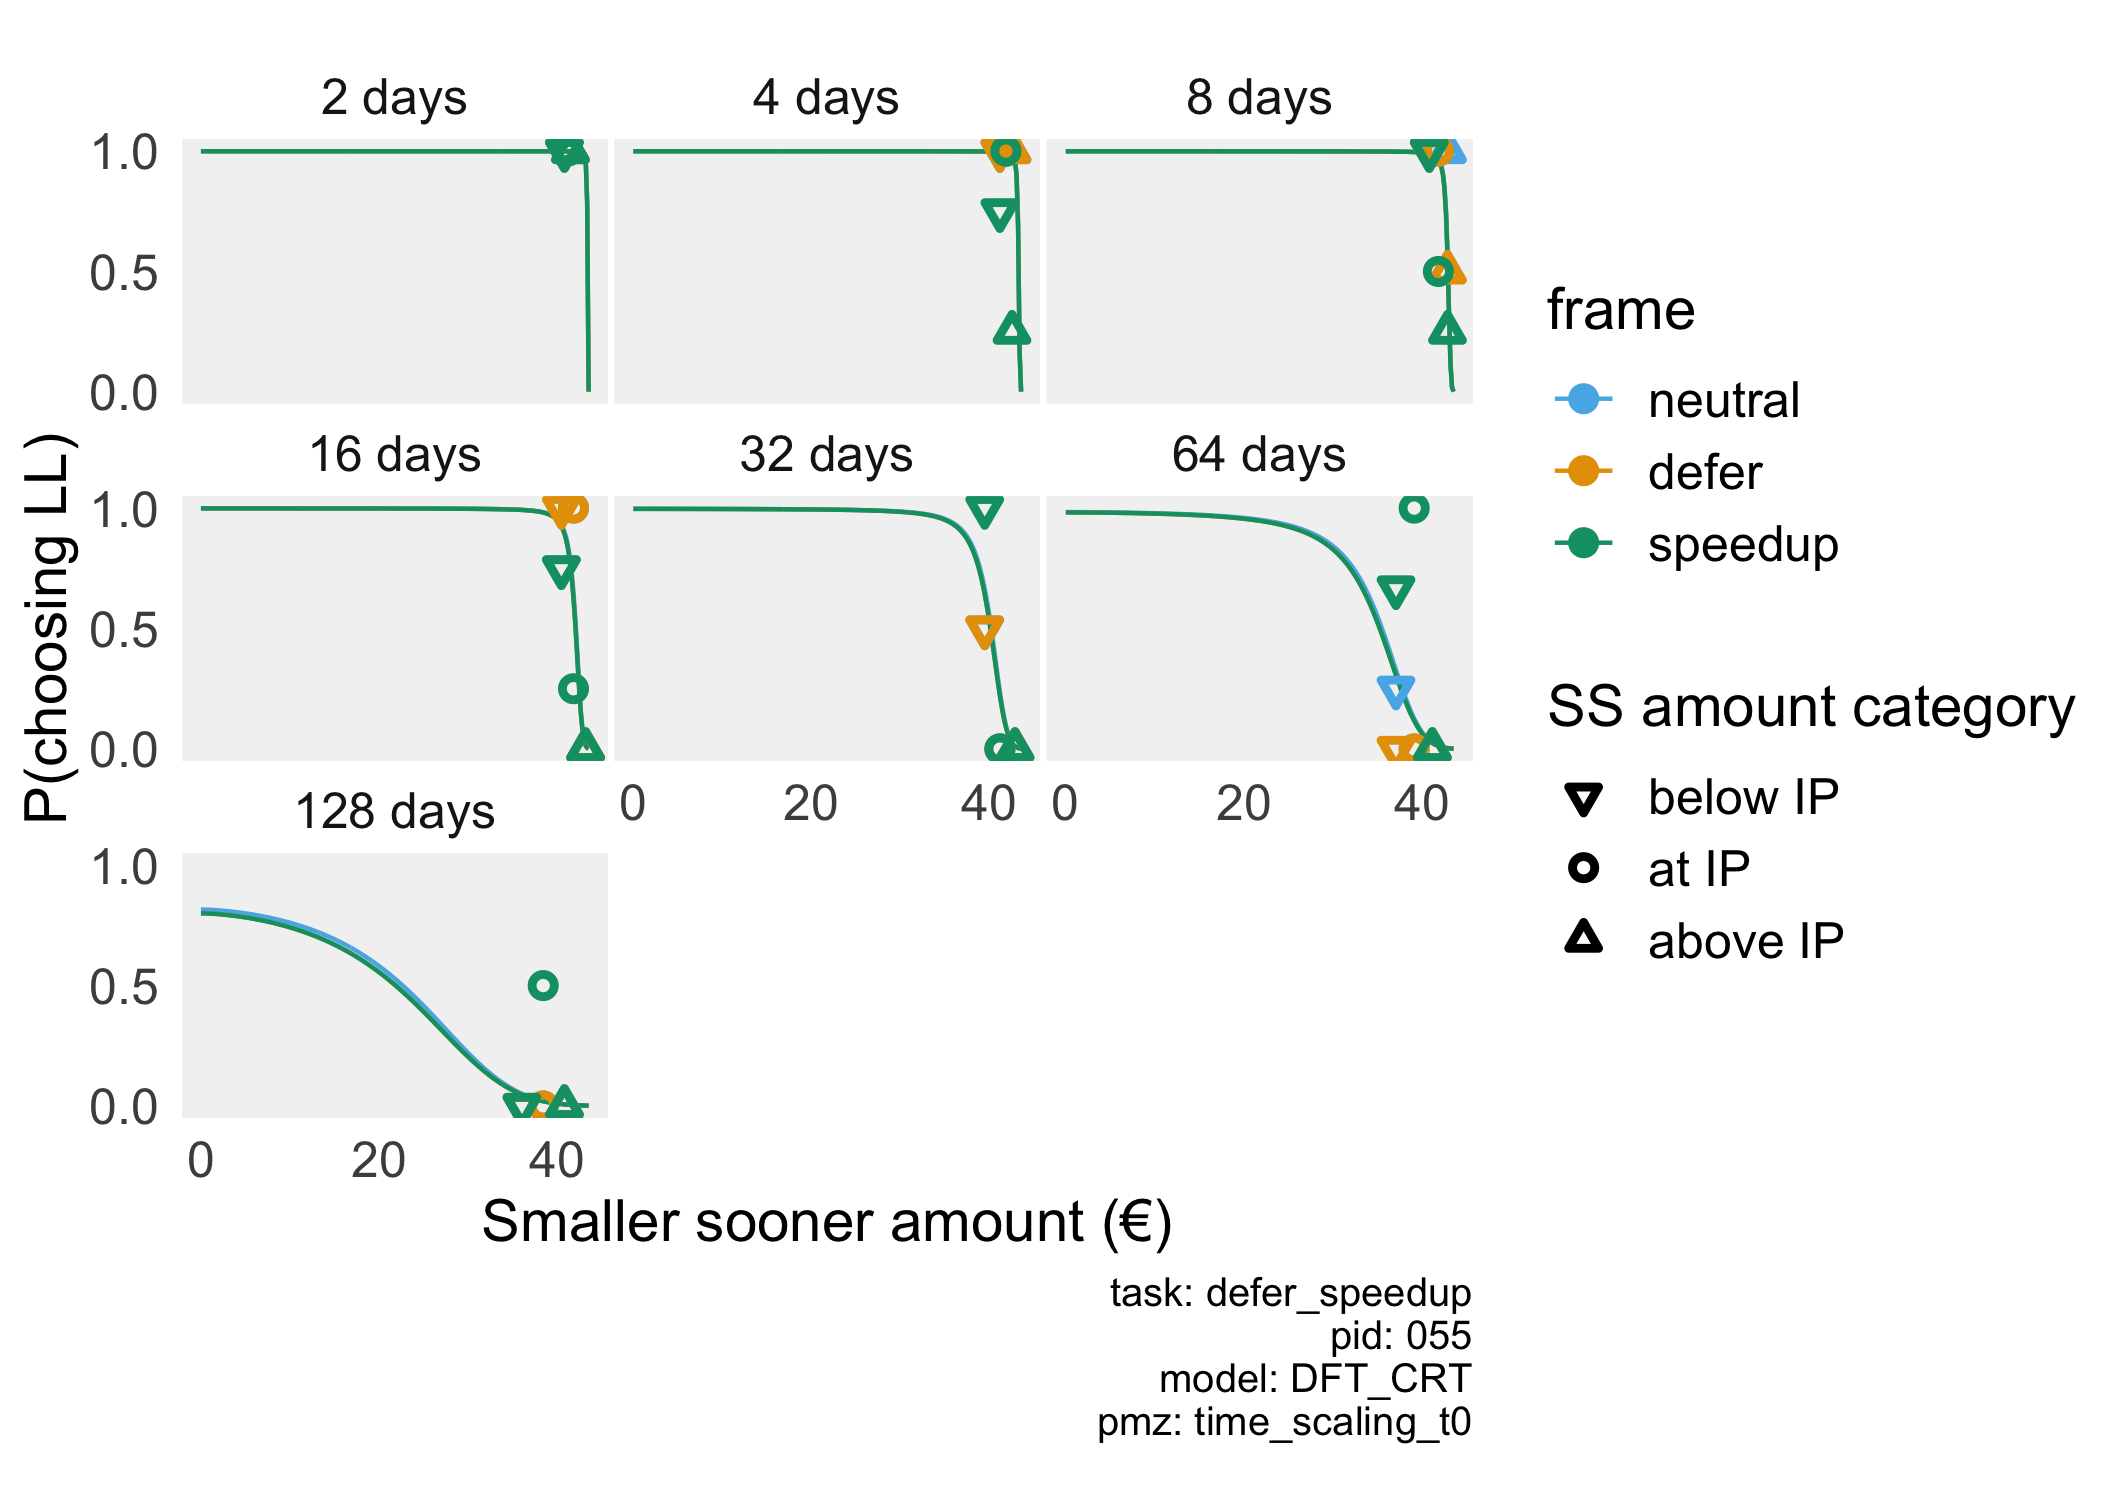 2 days
4 days
8 days
1.0
0.5
0.0
16 days
32 days
64 days
1.0
0.5
0.0
0
20
40
0
20
40
128 days
1.0
0.5
0.0
0
20
40
P(choosing LL)
Smaller sooner amount (€)
frame
neutral
defer
speedup
SS amount category
below IP
at IP
above IP
task: defer_speedup
pid: 055
model: DFT_CRT
pmz: time_scaling_t0